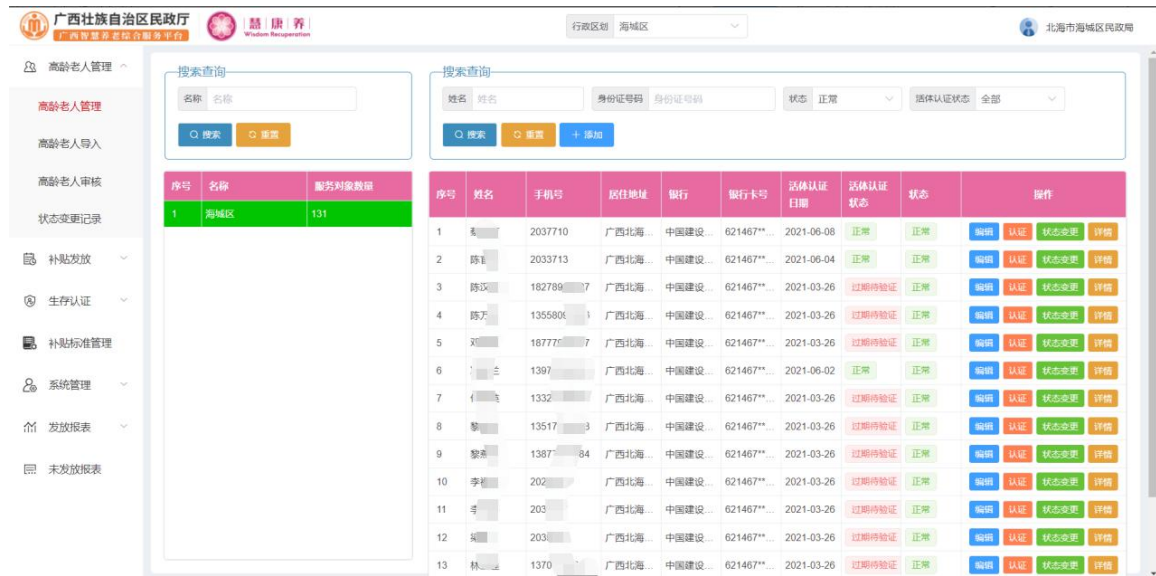 广西壮族自治区民政厅
广西智慧养老综合服务平台
慧 康 养
Wisdom Recuperation
行政区划 海城区
北海市海城区民政局
高龄老人管理
高龄老人管理
高龄老人导入
高龄老人审核
状态变更记录
补贴发放
生存认证
补贴标准管理
系统管理
发放报表
未发放报表
搜索查询
名称 名称
搜索 重置
序号 名称 服务对象数量
1 海城区 131
搜索查询
姓名 姓名 身份证号码 身份证号码 状态 正常 活体认证状态 全部
搜索 重置 + 添加
序号 姓名 手机号 居住地址 银行 银行卡号 活体认证日期 活体认证状态 状态 操作
1 2037710 广西北海... 中国建设... 621467**... 2021-06-08 正常 正常 编辑 认证 状态变更 详情
2 陈 2033713 广西北海... 中国建设... 621467**... 2021-06-04 正常 正常 编辑 认证 状态变更 详情
3 陈 182789 7 广西北海... 中国建设... 621467**... 2021-03-26 过期待验证 正常 编辑 认证 状态变更 详情
4 陈万 135580 广西北海... 中国建设... 621467**... 2021-03-26 过期待验证 正常 编辑 认证 状态变更 详情
5 18777 7 广西北海... 中国建设... 621467**... 2021-03-26 过期待验证 正常 编辑 认证 状态变更 详情
6 1397 广西北海... 中国建设... 621467**... 2021-06-02 正常 正常 编辑 认证 状态变更 详情
7 1332 广西北海... 中国建设... 621467**... 2021-03-26 过期待验证 正常 编辑 认证 状态变更 详情
8 黎 13517 广西北海... 中国建设... 621467**... 2021-03-26 过期待验证 正常 编辑 认证 状态变更 详情
9 黎 1387 84 广西北海... 中国建设... 621467**... 2021-03-26 过期待验证 正常 编辑 认证 状态变更 详情
10 李 202 广西北海... 中国建设... 621467**... 2021-03-26 过期待验证 正常 编辑 认证 状态变更 详情
11 203 广西北海... 中国建设... 621467**... 2021-03-26 过期待验证 正常 编辑 认证 状态变更 详情
12 203 广西北海... 中国建设... 621467**... 2021-03-26 过期待验证 正常 编辑 认证 状态变更 详情
13 林 1370 广西北海... 中国建设... 621467**... 2021-03-26 过期待验证 正常 编辑 认证 状态变更 详情